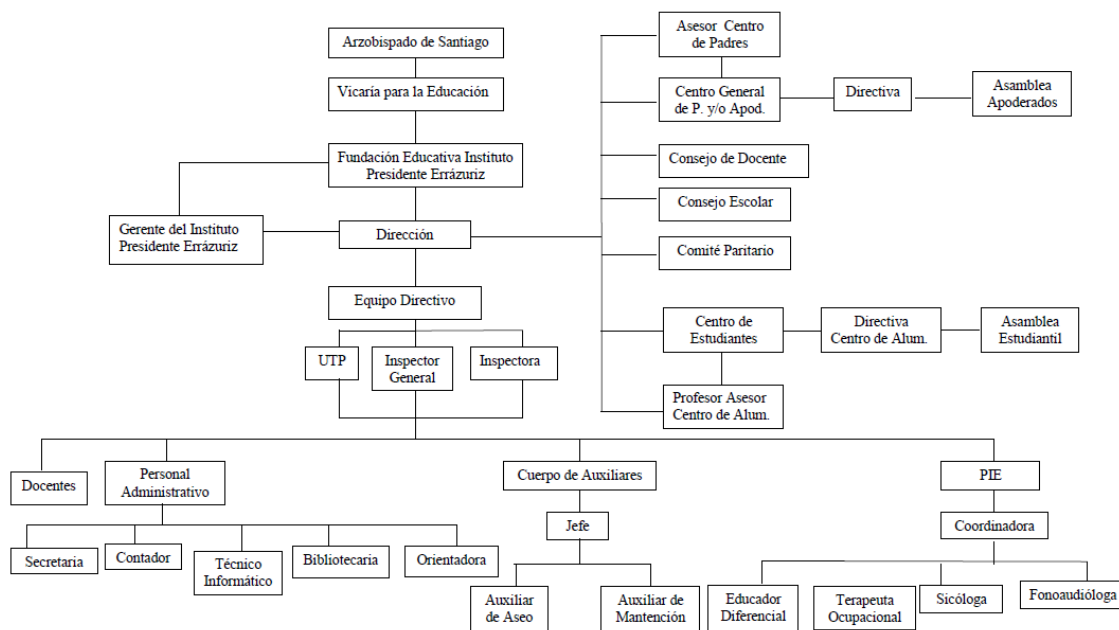 Arzobispado de Santiago
Vicaría para la Educación
Fundación Educativa Instituto
Presidente Errázuriz
Gerente del Instituto
Presidente Errázuriz
Dirección
Equipo Directivo
UTP
Inspector
General
Inspectora
Asesor Centro
de Padres
Centro General
de P. y/o Apod.
Directiva
Asamblea
Apoderados
Consejo de Docente
Consejo Escolar
Comité Paritario
Centro de
Estudiantes
Directiva
Centro de Alum.
Asamblea
Estudiantil
Profesor Asesor
Centro de Alum.
Docentes
Personal
Administrativo
Cuerpo de Auxiliares
PIE
Secretaria
Contador
Técnico
Informático
Bibliotecaria
Orientadora
Jefe
Coordinadora
Auxiliar
de Aseo
Auxiliar de
Mantención
Educador
Diferencial
Terapeuta
Ocupacional
Sicóloga
Fonoaudióloga